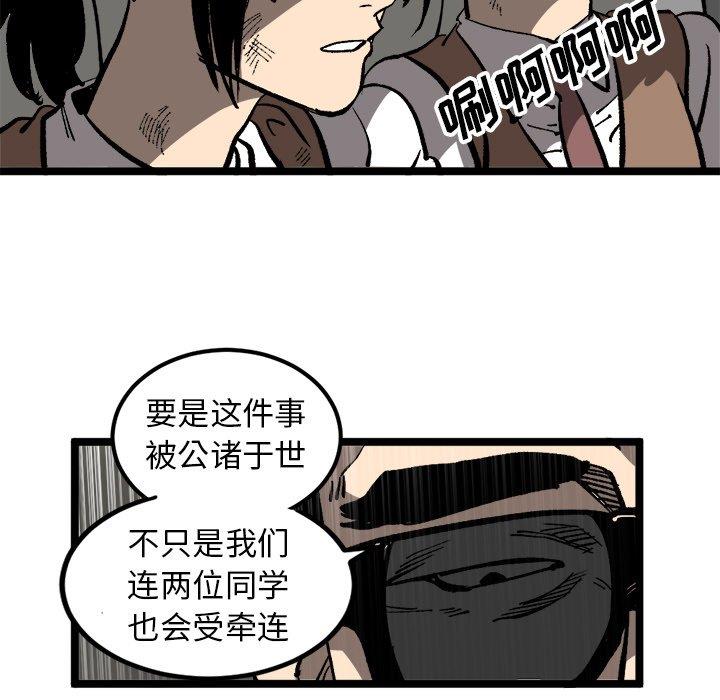 唰啊啊啊
要是这件事
被公诸于世
不只是我们
连两位同学
也会受牵连